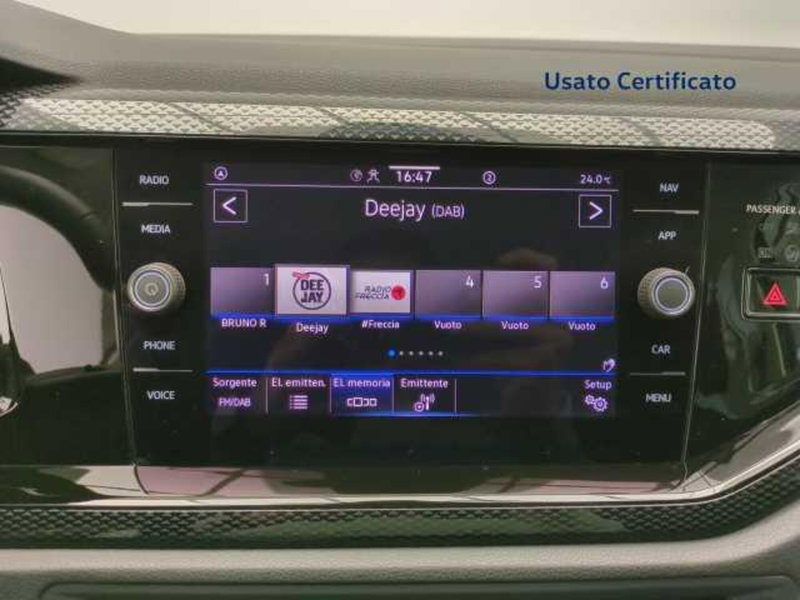 Usato Certificato
RADIO
MEDIA
PHONE
VOICE
16:47
2
24.0°C
< Deejay (DAB) >
1
DEE JAY
RADIO FRECCIA
4
5
6
BRUNO R
Deejay
#Freccia
Vuoto
Vuoto
Vuoto
Sorgente
El. emitten.
El. memoria
Emittente
Setup
FM/DAB
NAV
APP
CAR
MENU
PASSENGER